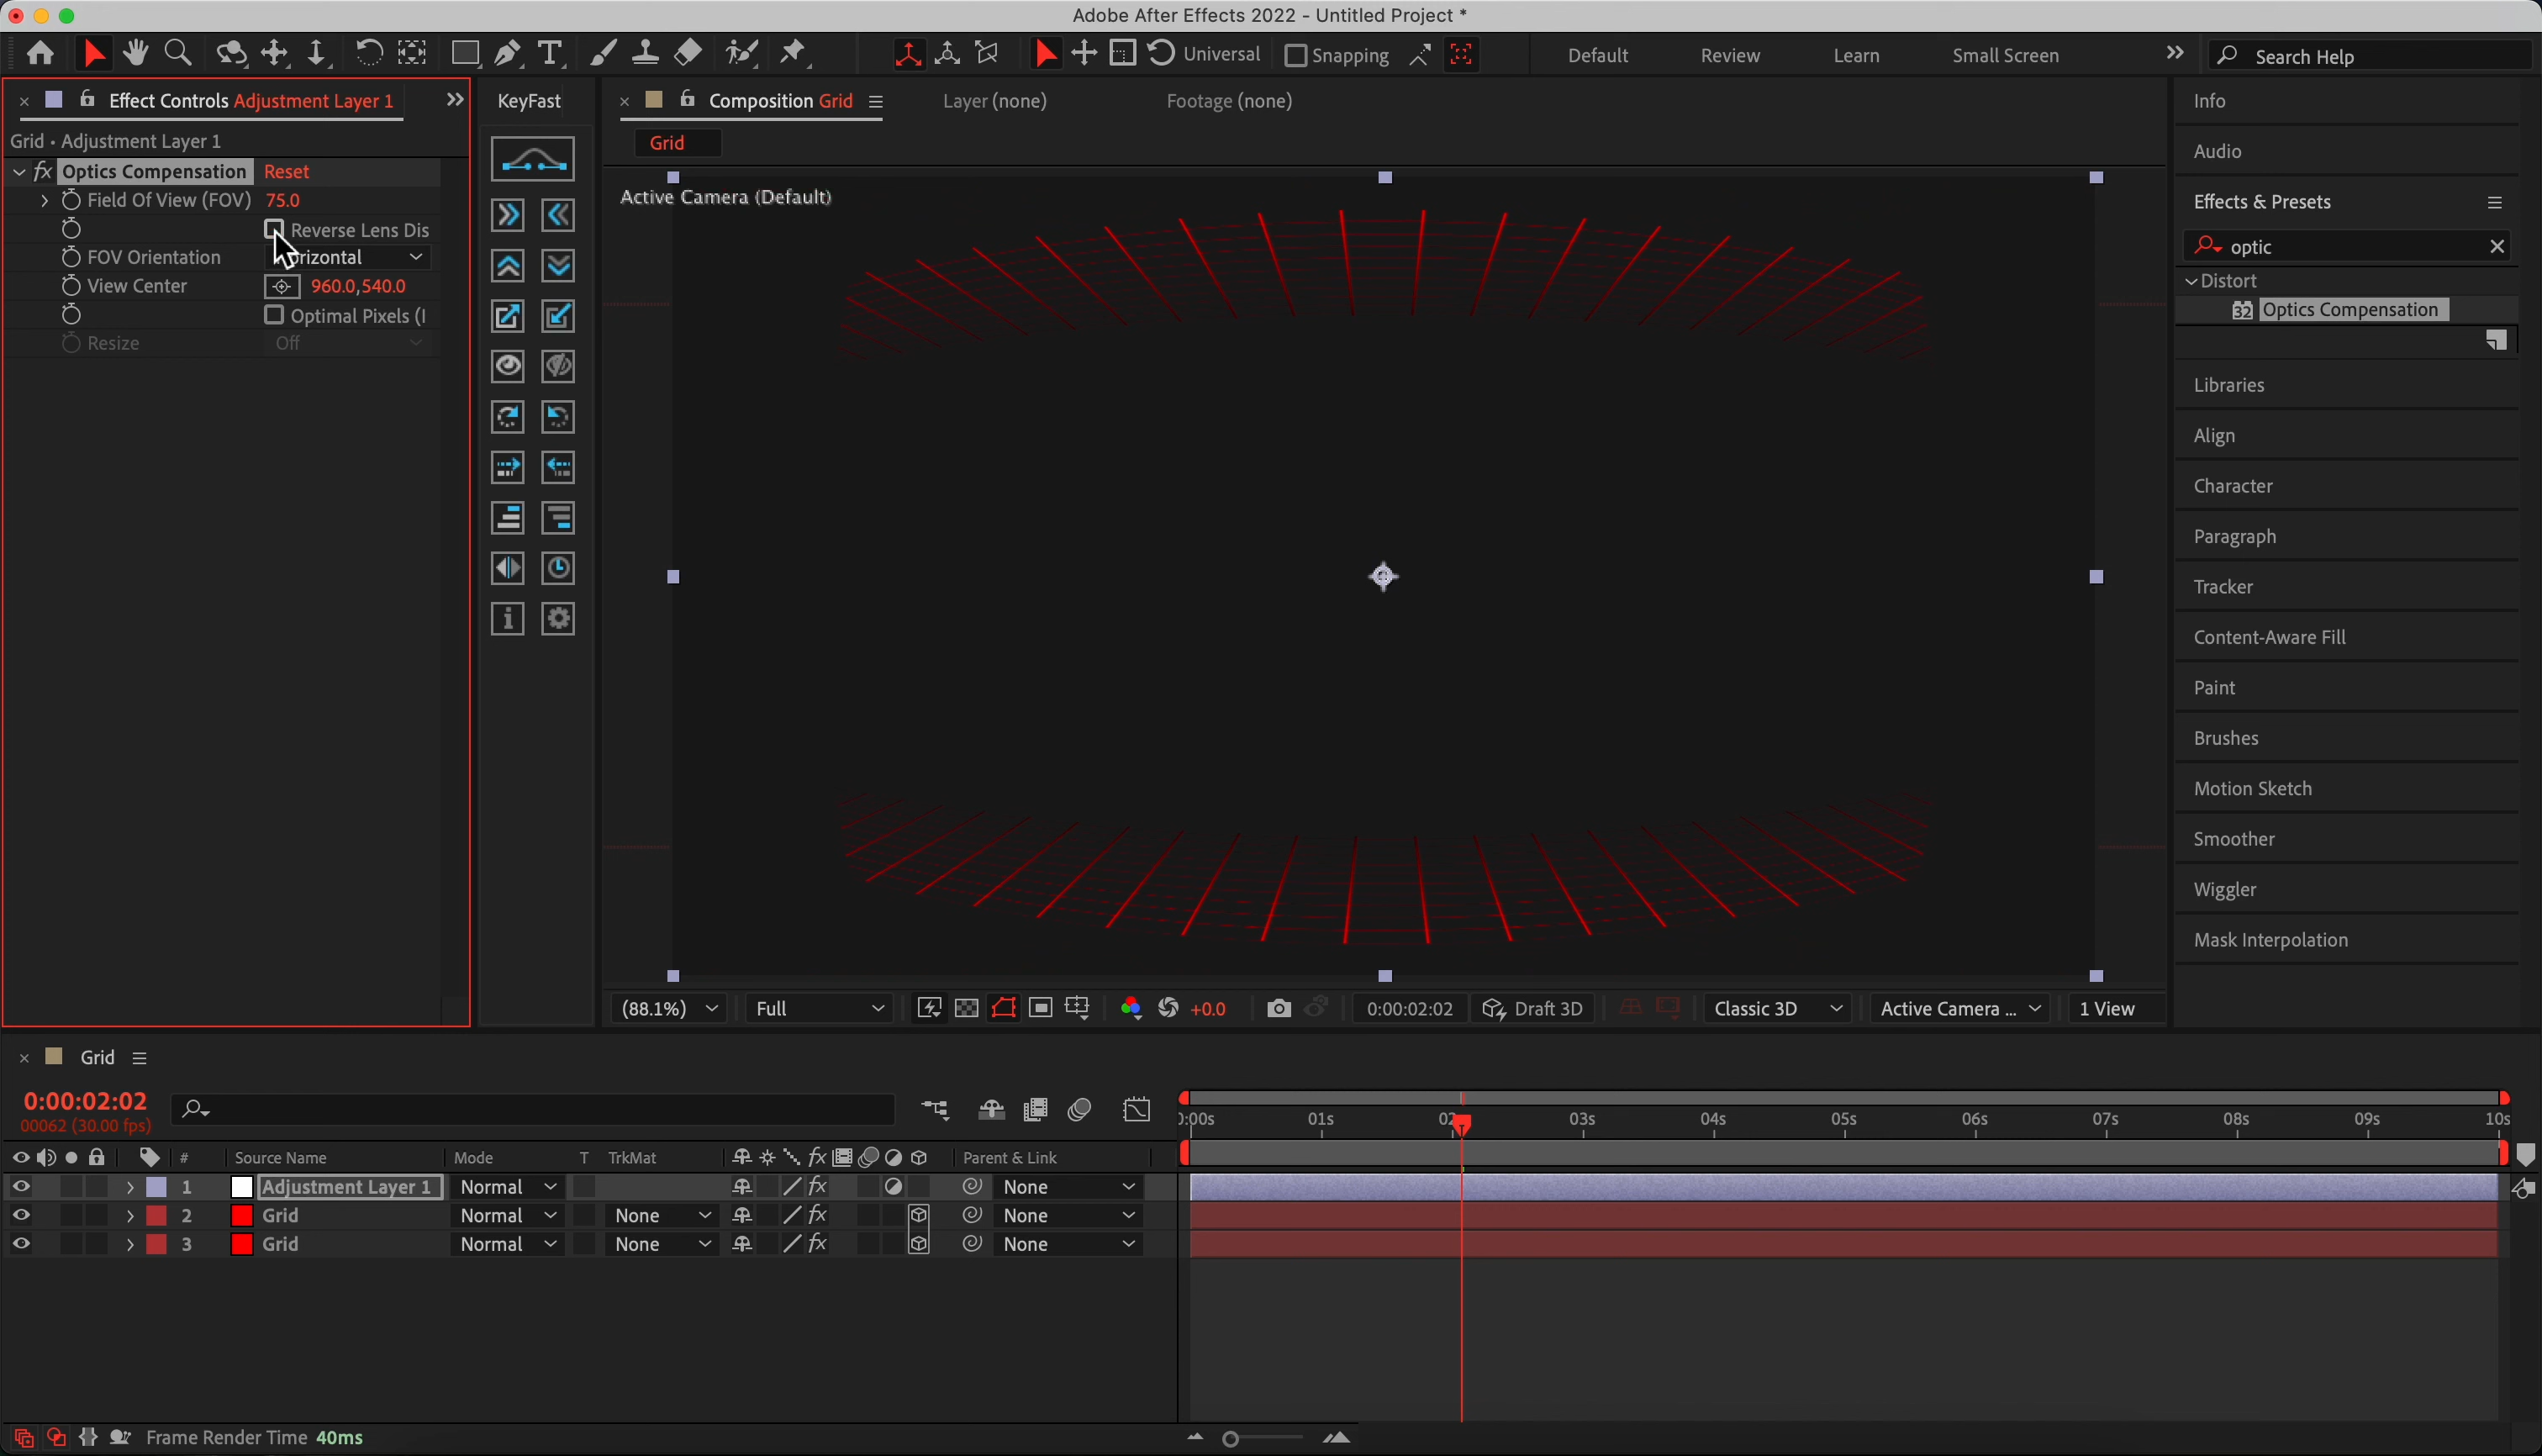 Adobe After Effects 2022 - Untitled Project *
Universal
Snapping
Default
Review
Learn
Small Screen
Search Help
Effect Controls Adjustment Layer 1
Grid • Adjustment Layer 1
fx Optics Compensation Reset
Field Of View (FOV) 75.0
Reverse Lens Dis
FOV Orientation
View Center 960.0,540.0
Optimal Pixels (I
Resize Off
KeyFast
Composition Grid
Layer (none)
Footage (none)
Grid
Active Camera (Default)
(88.1%)
Full
+0.0
0:00:02:02
Draft 3D
Classic 3D
Active Camera ...
1 View
Info
Audio
Effects & Presets
optic
Distort
32 Optics Compensation
Libraries
Align
Character
Paragraph
Tracker
Content-Aware Fill
Paint
Brushes
Motion Sketch
Smoother
Wiggler
Mask Interpolation
Grid
0:00:02:02
00062 (30.00 fps)
01s 03s 04s 05s 06s 07s 08s 09s
# Source Name Mode T TrkMat fx Parent & Link
1 Adjustment Layer 1 Normal fx None
2 Grid Normal None fx None
3 Grid Normal None fx None
Frame Render Time 40ms